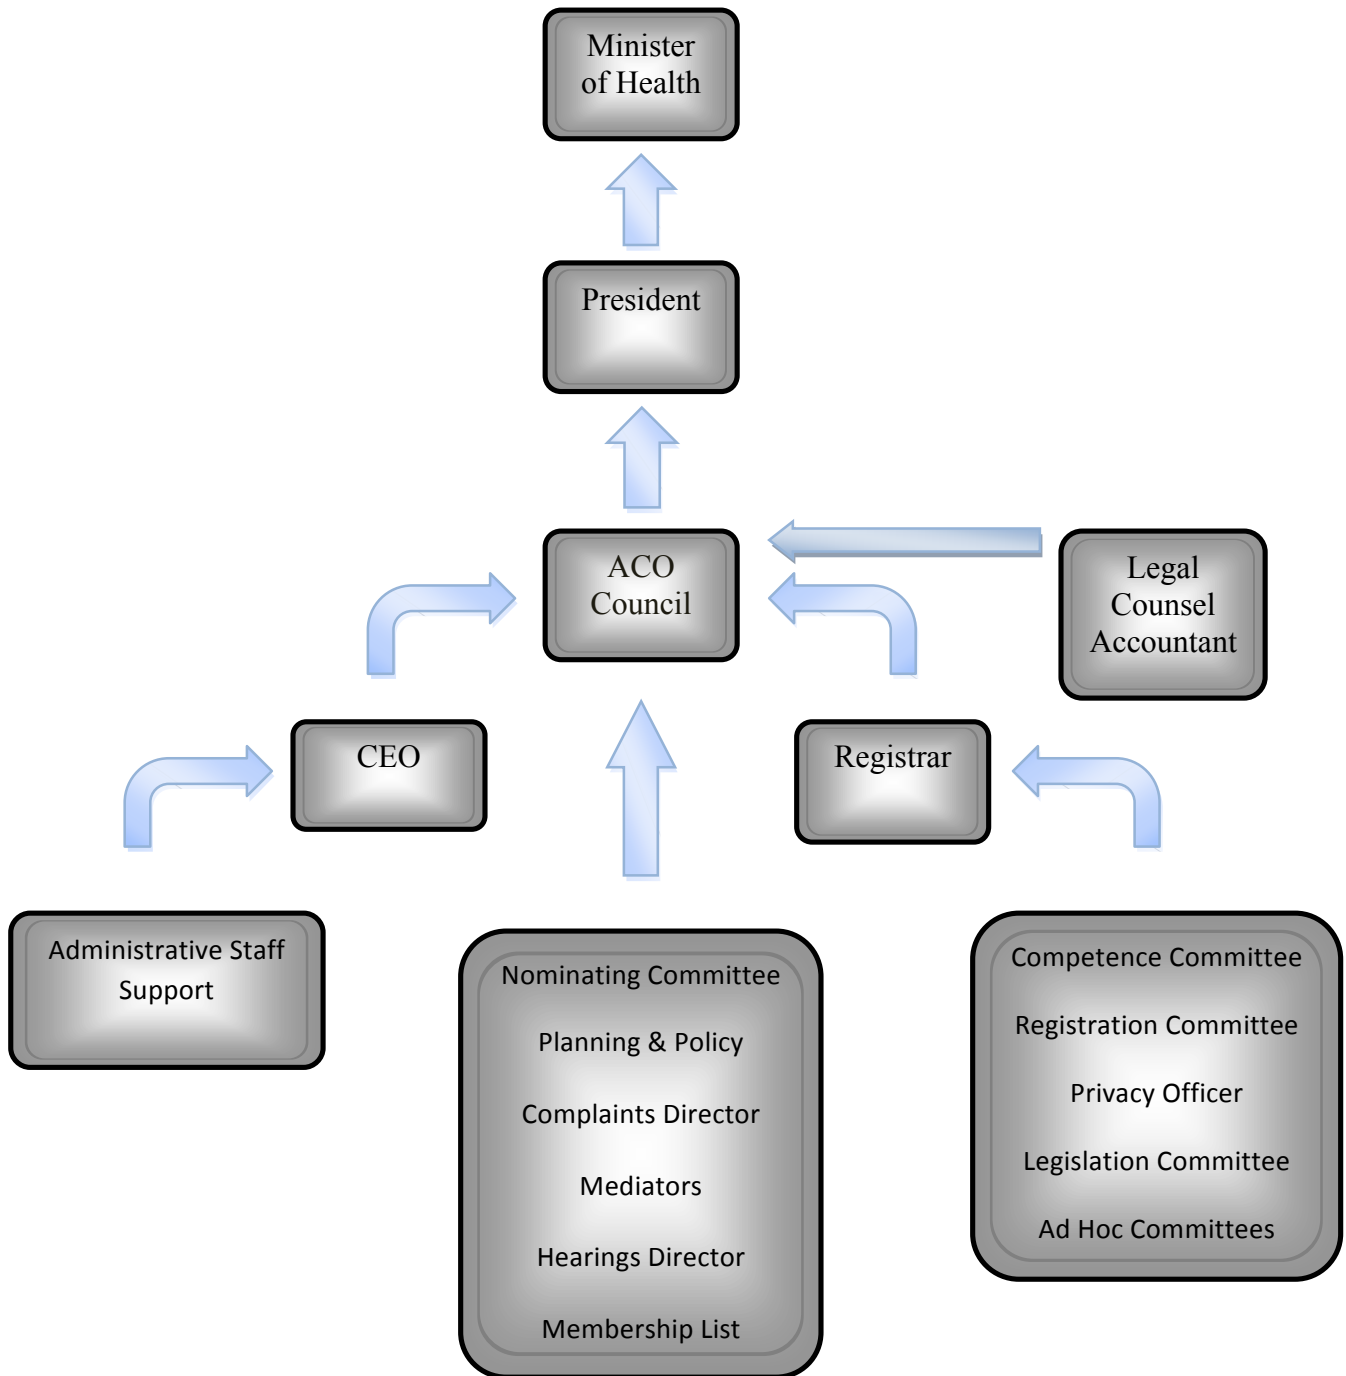 Minister
of Health
President
ACO
Council
Legal
Counsel
Accountant
CEO
Registrar
Administrative Staff
Support
Nominating Committee
Planning & Policy
Complaints Director
Mediators
Hearings Director
Membership List
Competence Committee
Registration Committee
Privacy Officer
Legislation Committee
Ad Hoc Committees